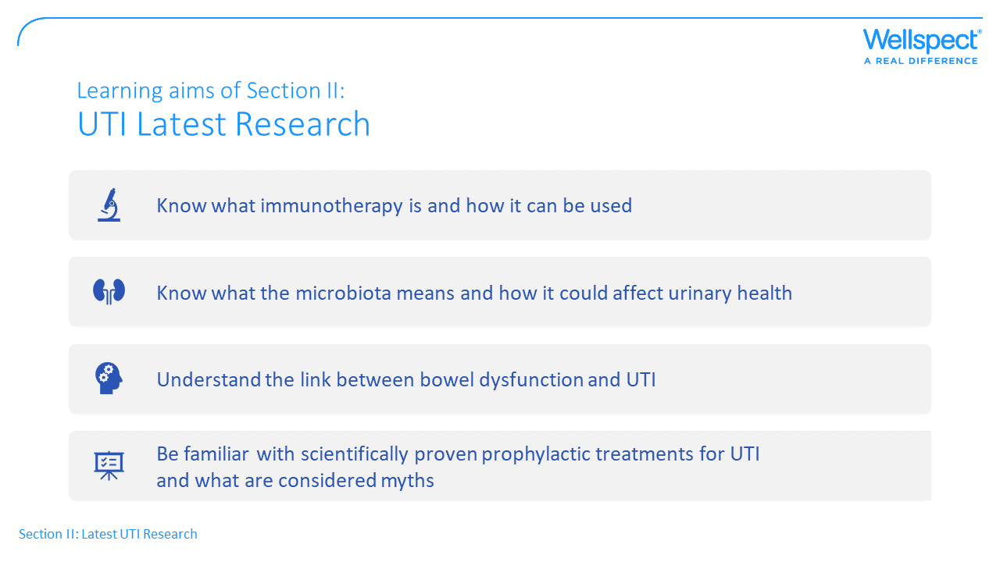 Wellspect®
A REAL DIFFERENCE
Learning aims of Section II:
UTI Latest Research
Know what immunotherapy is and how it can be used
Know what the microbiota means and how it could affect urinary health
Understand the link between bowel dysfunction and UTI
Be familiar with scientifically proven prophylactic treatments for UTI
and what are considered myths
Section II: Latest UTI Research